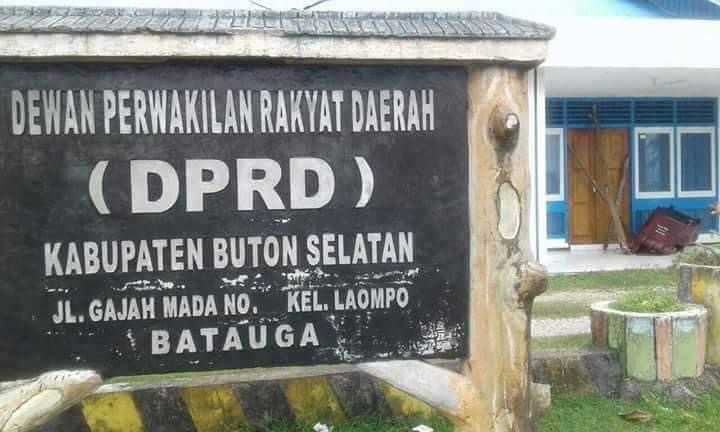 DEWAN PERWAKILAN RAKYAT DAERAH
( DPRD )
KABUPATEN BUTON SELATAN
JL. GAJAH MADA NO. KEL. LAOMPO
BATAUGA